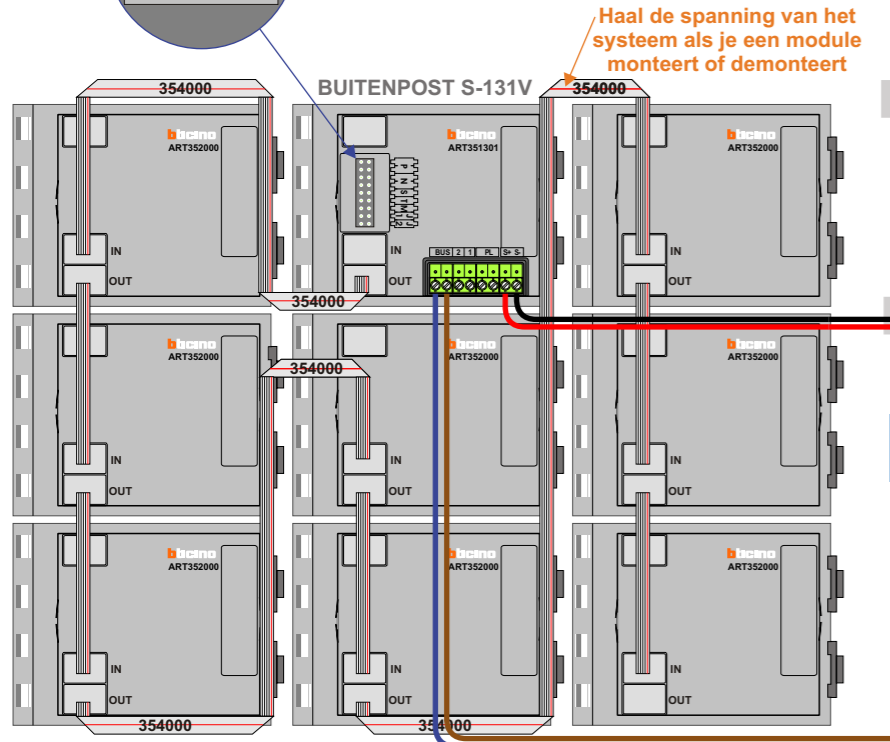 Haal de spanning van het
systeem als je een module
monteert of demonteert
354000
BUITENPOST S-131V
354000
bticino
ART352000
IN
OUT
bticino
ART351301
P N S T M 1 2
IN
OUT
BUS 2 1 PL S+ S-
bticino
ART352000
IN
OUT
354000
bticino
ART352000
IN
OUT
354000
bticino
ART352000
IN
OUT
bticino
ART352000
IN
OUT
bticino
ART352000
IN
OUT
bticino
ART352000
IN
OUT
bticino
ART352000
IN
OUT
354000
354000